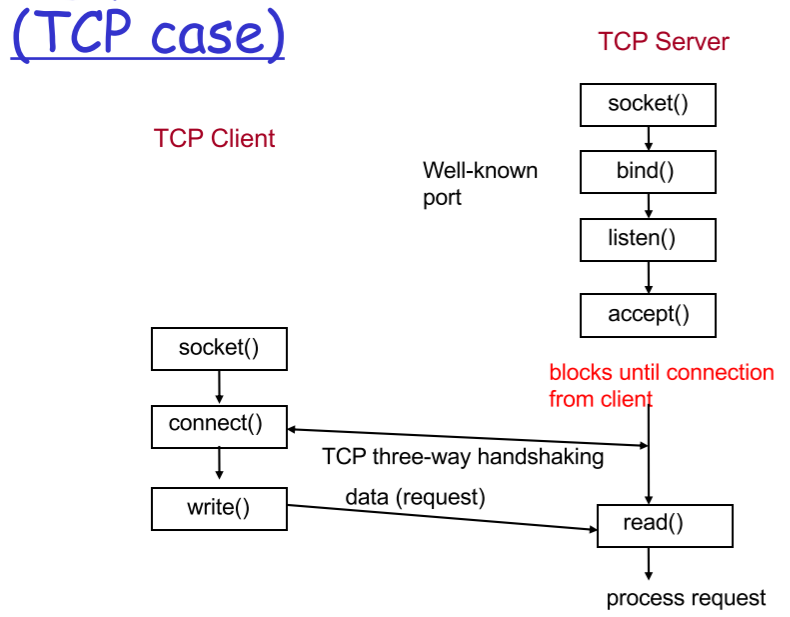 (TCP case)
TCP Server
socket()
TCP Client
Well-known
port
bind()
listen()
accept()
socket()
blocks until connection
from client
connect()
TCP three-way handshaking
data (request)
write()
read()
process request